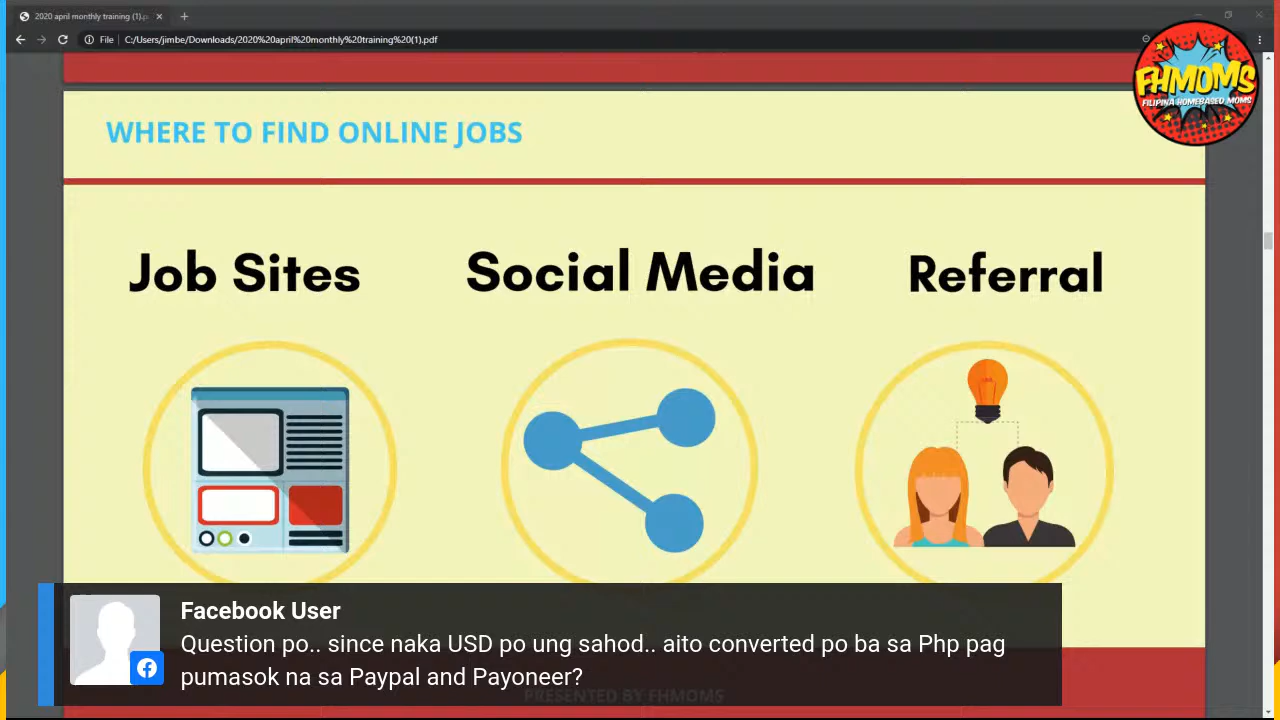 2020 april monthly training (1).p
File | C:/Users/jimbe/Downloads/2020%20april%20monthly%20training%20(1).pdf
FHMOMS
FILIPINA HOMEBASED MOMS
WHERE TO FIND ONLINE JOBS
Job Sites
Social Media
Referral
Facebook User
Question po.. since naka USD po ung sahod.. aito converted po ba sa Php pag
pumasok na sa Paypal and Payoneer?
PRESENTED BY FHMOMS